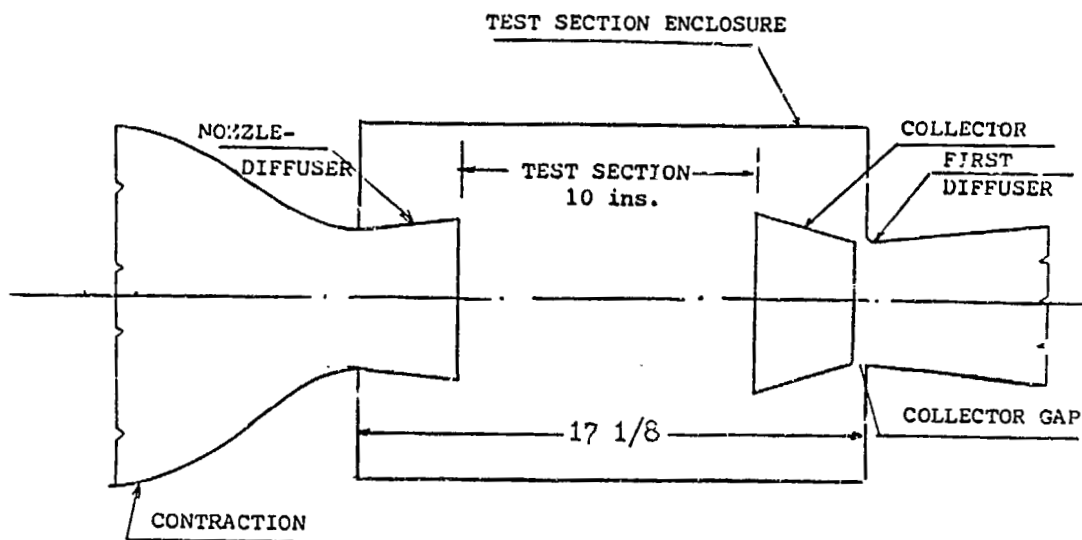 TEST SECTION ENCLOSURE
NOZZLE-
DIFFUSER
TEST SECTION
10 ins.
COLLECTOR
FIRST
DIFFUSER
17 1/8
COLLECTOR GAP
CONTRACTION